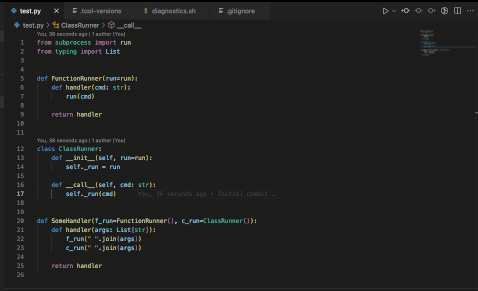 test.py
.tool-versions
diagnostics.sh
.gitignore
test.py > ClassRunner > __call__
You, 36 seconds ago | 1 author (You)
1 from subprocess import run
2 from typing import List
3
4
5 def FunctionRunner(run=run):
6 def handler(cmd: str):
7 run(cmd)
8
9 return handler
10
11
You, 36 seconds ago | 1 author (You)
12 class ClassRunner:
13 def __init__(self, run=run):
14 self._run = run
15
16 def __call__(self, cmd: str):
17 self._run(cmd) You, 36 seconds ago • Initial commit …
18
19
20 def SomeHandler(f_run=FunctionRunner(), c_run=ClassRunner()):
21 def handler(args: List[str]):
22 f_run(" ".join(args))
23 c_run(" ".join(args))
24
25 return handler
26